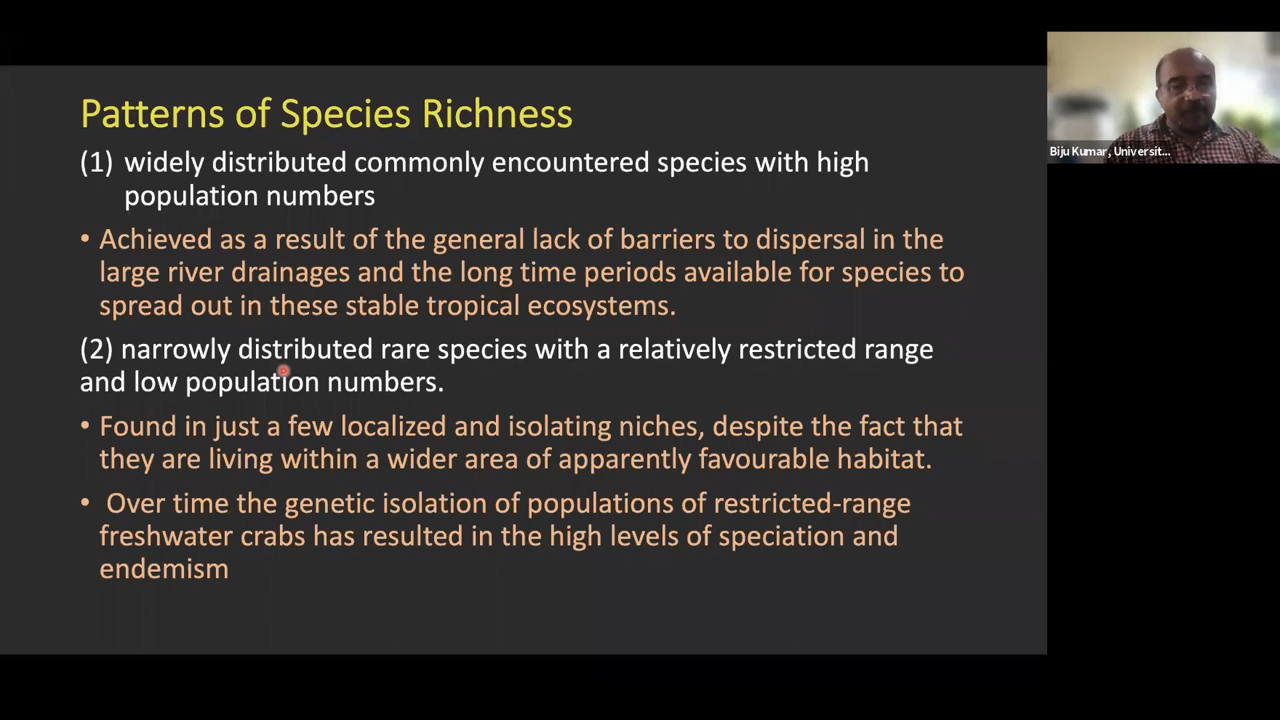 Patterns of Species Richness
(1) widely distributed commonly encountered species with high
population numbers
• Achieved as a result of the general lack of barriers to dispersal in the
large river drainages and the long time periods available for species to
spread out in these stable tropical ecosystems.
(2) narrowly distributed rare species with a relatively restricted range
and low population numbers.
• Found in just a few localized and isolating niches, despite the fact that
they are living within a wider area of apparently favourable habitat.
• Over time the genetic isolation of populations of restricted-range
freshwater crabs has resulted in the high levels of speciation and
endemism
Biju Kumar, Universit...